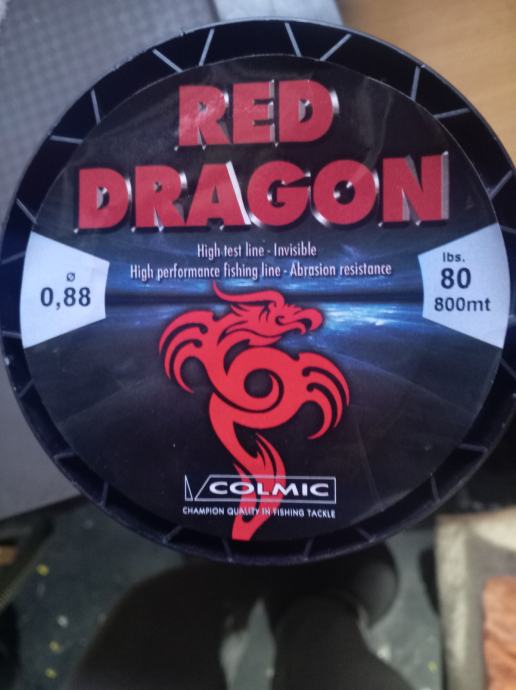 RED
DRAGON
High test line - Invisible
High performance fishing line - Abrasion resistance
ø
0,88
lbs.
80
800mt
COLMIC
CHAMPION QUALITY IN FISHING TACKLE